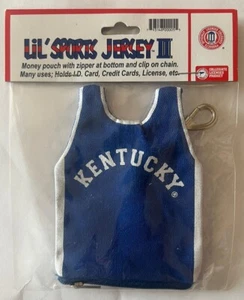 LIL' SPORTS JERSEY III
Money pouch with zipper at bottom and clip on chain.
Many uses; Holds I.D. Card, Credit Cards, License, etc.
KENTUCKY